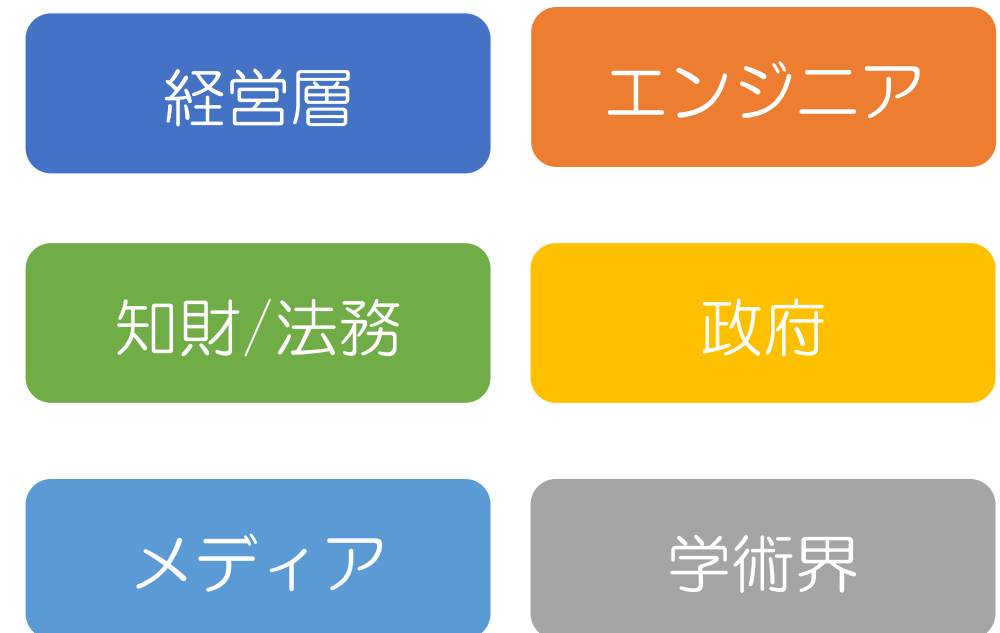 経営層
エンジニア
知財/法務
政府
メディア
学術界